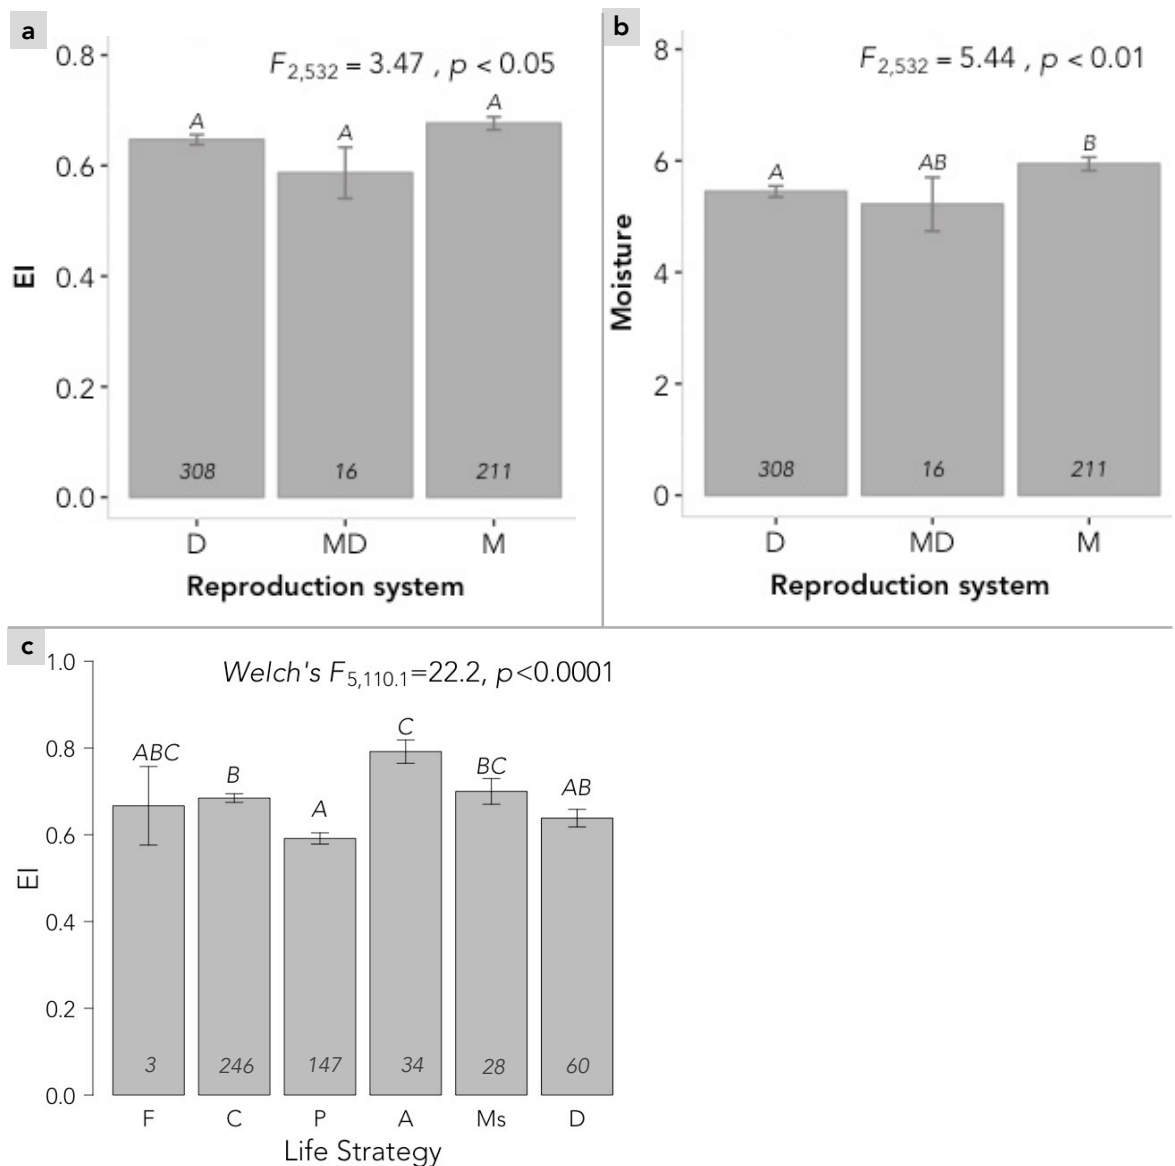 a
F2,532 = 3.47 , p < 0.05
0.8
0.6
0.4
0.2
0.0
EI
A
A
A
308
16
211
D
MD
M
Reproduction system
b
F2,532 = 5.44 , p < 0.01
8
6
4
2
0
Moisture
A
AB
B
308
16
211
D
MD
M
Reproduction system
c
Welch's F5,110.1=22.2, p<0.0001
1.0
0.8
0.6
0.4
0.2
0.0
EI
ABC
B
A
C
BC
AB
3
246
147
34
28
60
F
C
P
A
Ms
D
Life Strategy